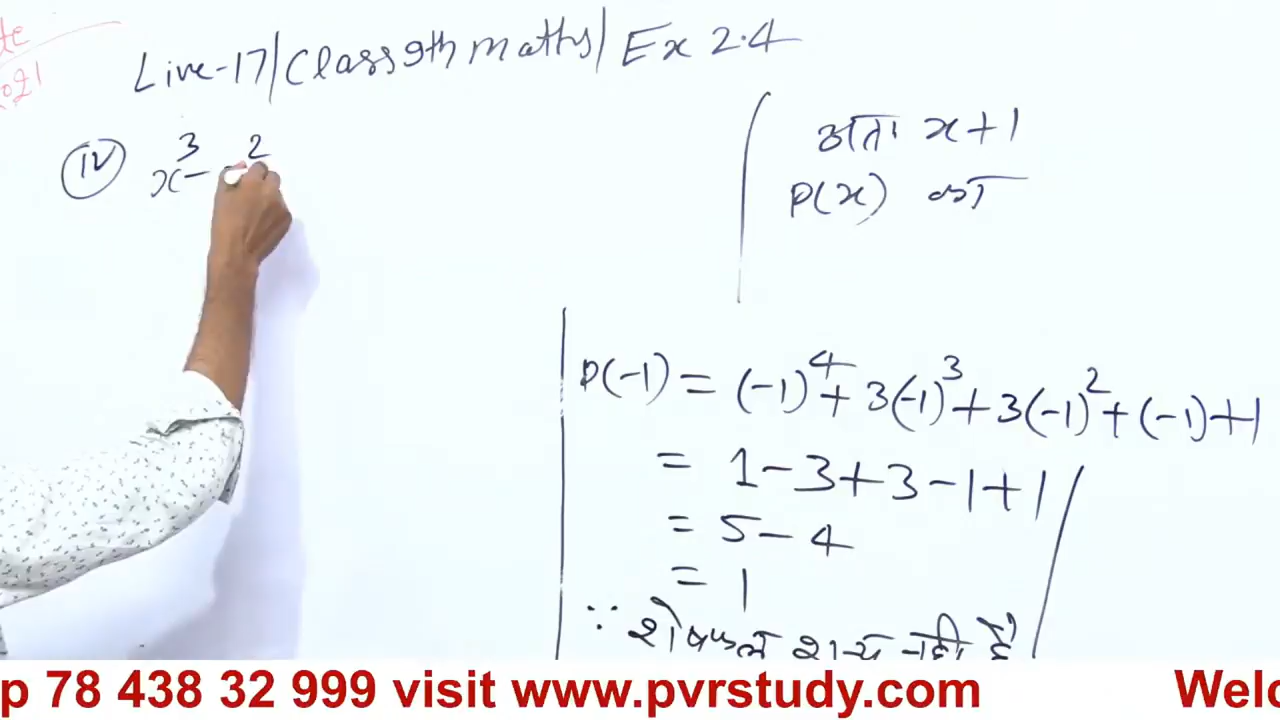 Live-17/Class 9th maths/ Ex 2.4
021
(iv) x³ - ²
अतः x+1
P(x) का
P(-1) = (-1)⁴+3(-1)³+3(-1)²+(-1)+1
= 1-3+3-1+1
= 5-4
= 1
∵ शेषफल शून्य नहीं है
p 78 438 32 999 visit www.pvrstudy.com Welc